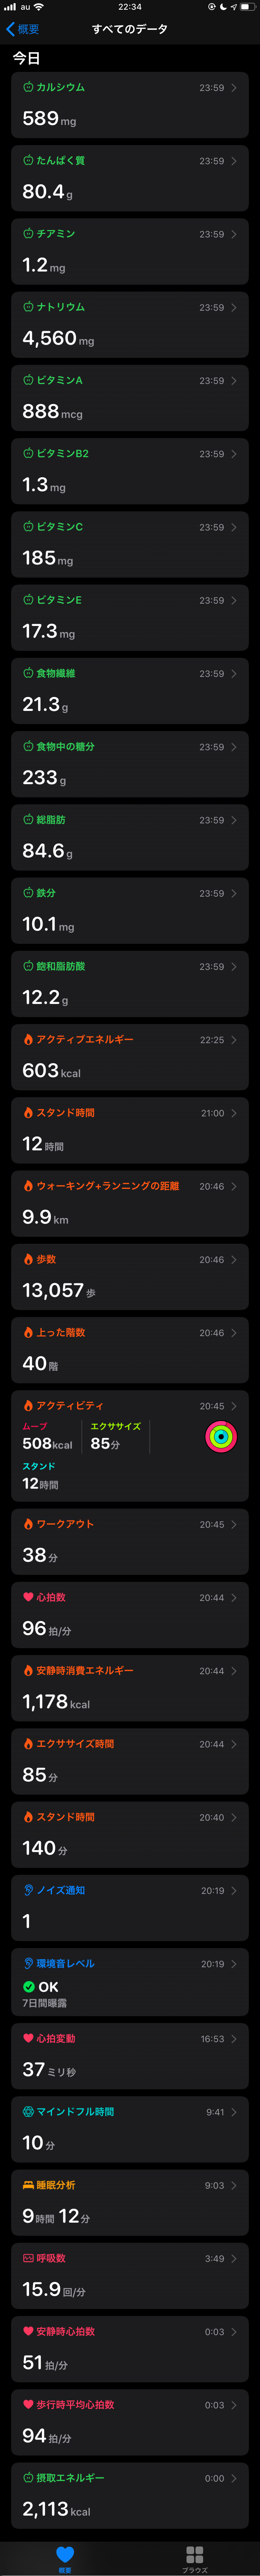 au 22:34
概要 すべてのデータ
今日
カルシウム 23:59
589 mg
たんぱく質 23:59
80.4 g
チアミン 23:59
1.2 mg
ナトリウム 23:59
4,560 mg
ビタミンA 23:59
888 mcg
ビタミンB2 23:59
1.3 mg
ビタミンC 23:59
185 mg
ビタミンE 23:59
17.3 mg
食物繊維 23:59
21.3 g
食物中の糖分 23:59
233 g
総脂肪 23:59
84.6 g
鉄分 23:59
10.1 mg
飽和脂肪酸 23:59
12.2 g
アクティブエネルギー 22:25
603 kcal
スタンド時間 21:00
12 時間
ウォーキング+ランニングの距離 20:46
9.9 km
歩数 20:46
13,057 歩
上った階数 20:46
40 階
アクティビティ 20:45
ムーブ エクササイズ
508kcal 85分
スタンド
12時間
ワークアウト 20:45
38 分
心拍数 20:44
96 拍/分
安静時消費エネルギー 20:44
1,178 kcal
エクササイズ時間 20:44
85 分
スタンド時間 20:40
140 分
ノイズ通知 20:19
1
環境音レベル 20:19
OK
7日間曝露
心拍変動 16:53
37 ミリ秒
マインドフル時間 9:41
10 分
睡眠分析 9:03
9時間 12分
呼吸数 3:49
15.9 回/分
安静時心拍数 0:03
51 拍/分
歩行時平均心拍数 0:03
94 拍/分
摂取エネルギー 0:00
2,113 kcal
概要 ブラウズ